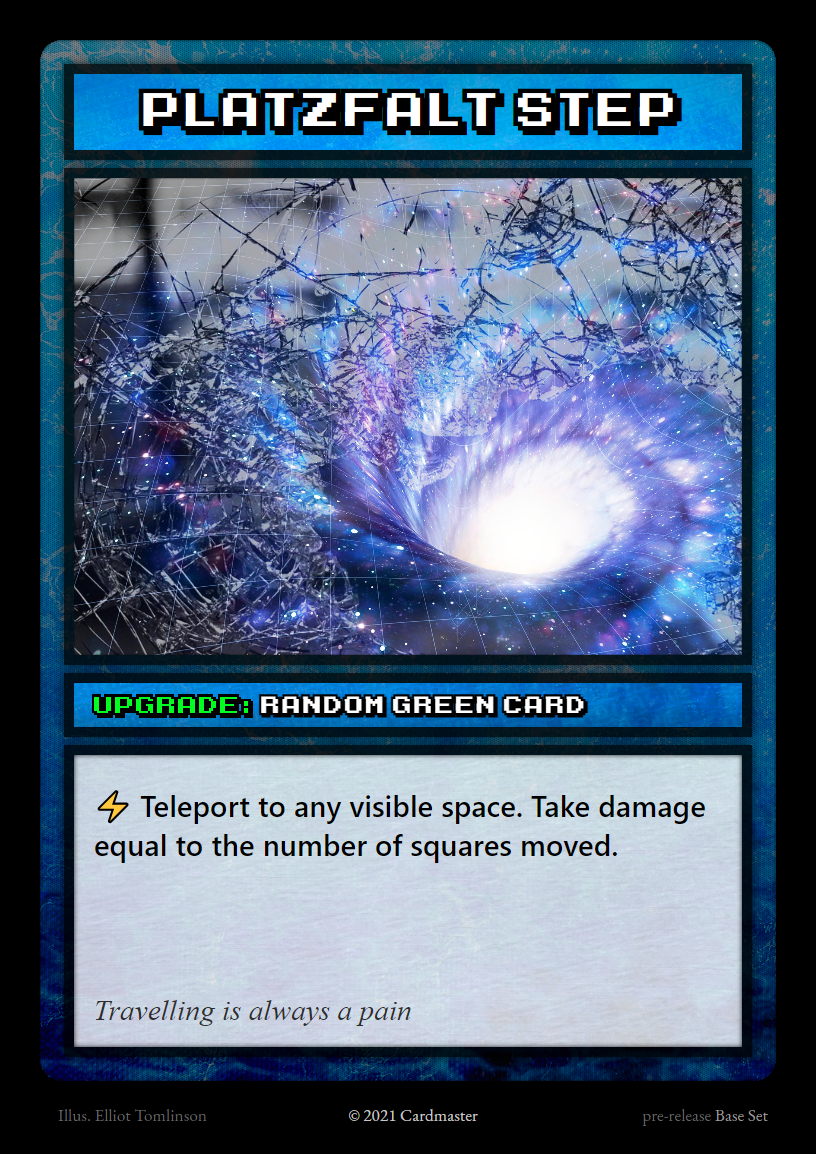 PLATZFALT STEP
UPGRADE: RANDOM GREEN CARD
⚡ Teleport to any visible space. Take damage
equal to the number of squares moved.
Travelling is always a pain
Illus. Elliot Tomlinson © 2021 Cardmaster pre-release Base Set